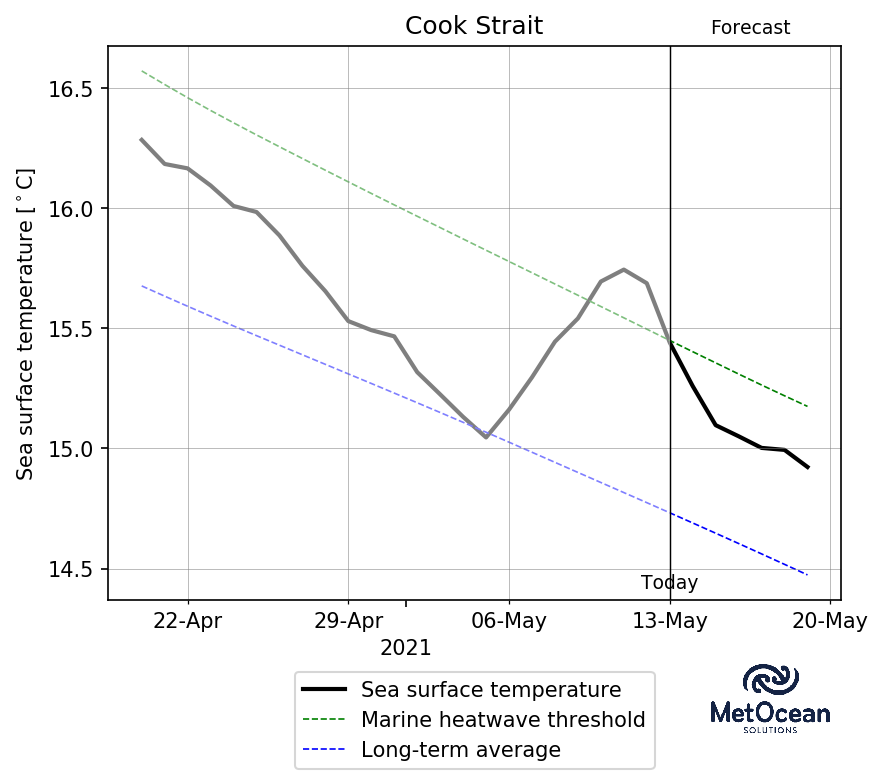 Cook Strait
Forecast
Sea surface temperature [°C]
16.5
16.0
15.5
15.0
14.5
Today
22-Apr
29-Apr
06-May
13-May
20-May
2021
Sea surface temperature
Marine heatwave threshold
Long-term average
MetOcean
SOLUTIONS